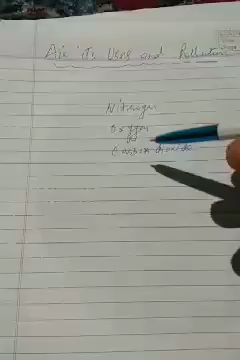 Air its Uses and Pollution
Nitrogen
Oxygen
Carbon dioxide